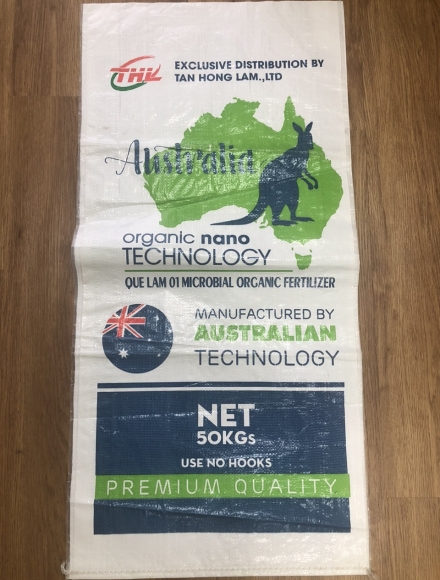 THL
EXCLUSIVE DISTRIBUTION BY
TAN HONG LAM.,LTD
Australia
organic nano
TECHNOLOGY
QUE LAM 01 MICROBIAL ORGANIC FERTILIZER
MANUFACTURED BY
AUSTRALIAN
TECHNOLOGY
NET
50KGs
USE NO HOOKS
PREMIUM QUALITY